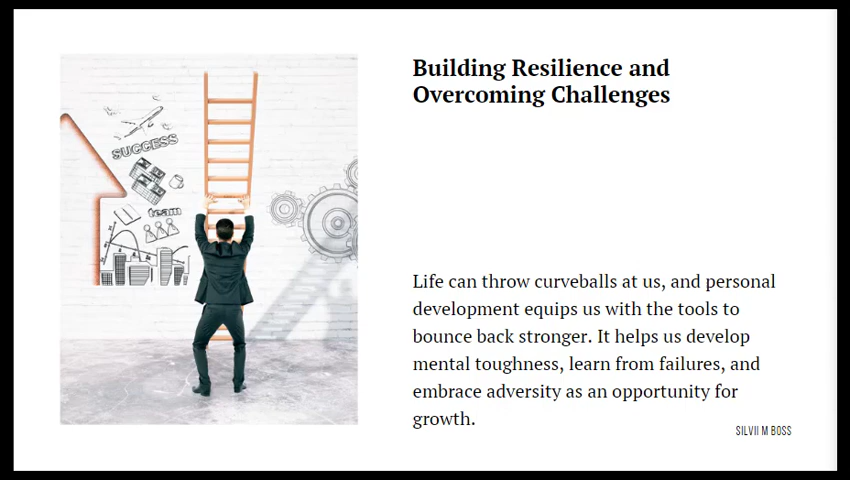 Building Resilience and
Overcoming Challenges
SUCCESS
team
Life can throw curveballs at us, and personal
development equips us with the tools to
bounce back stronger. It helps us develop
mental toughness, learn from failures, and
embrace adversity as an opportunity for
growth.
SILVII M BOSS